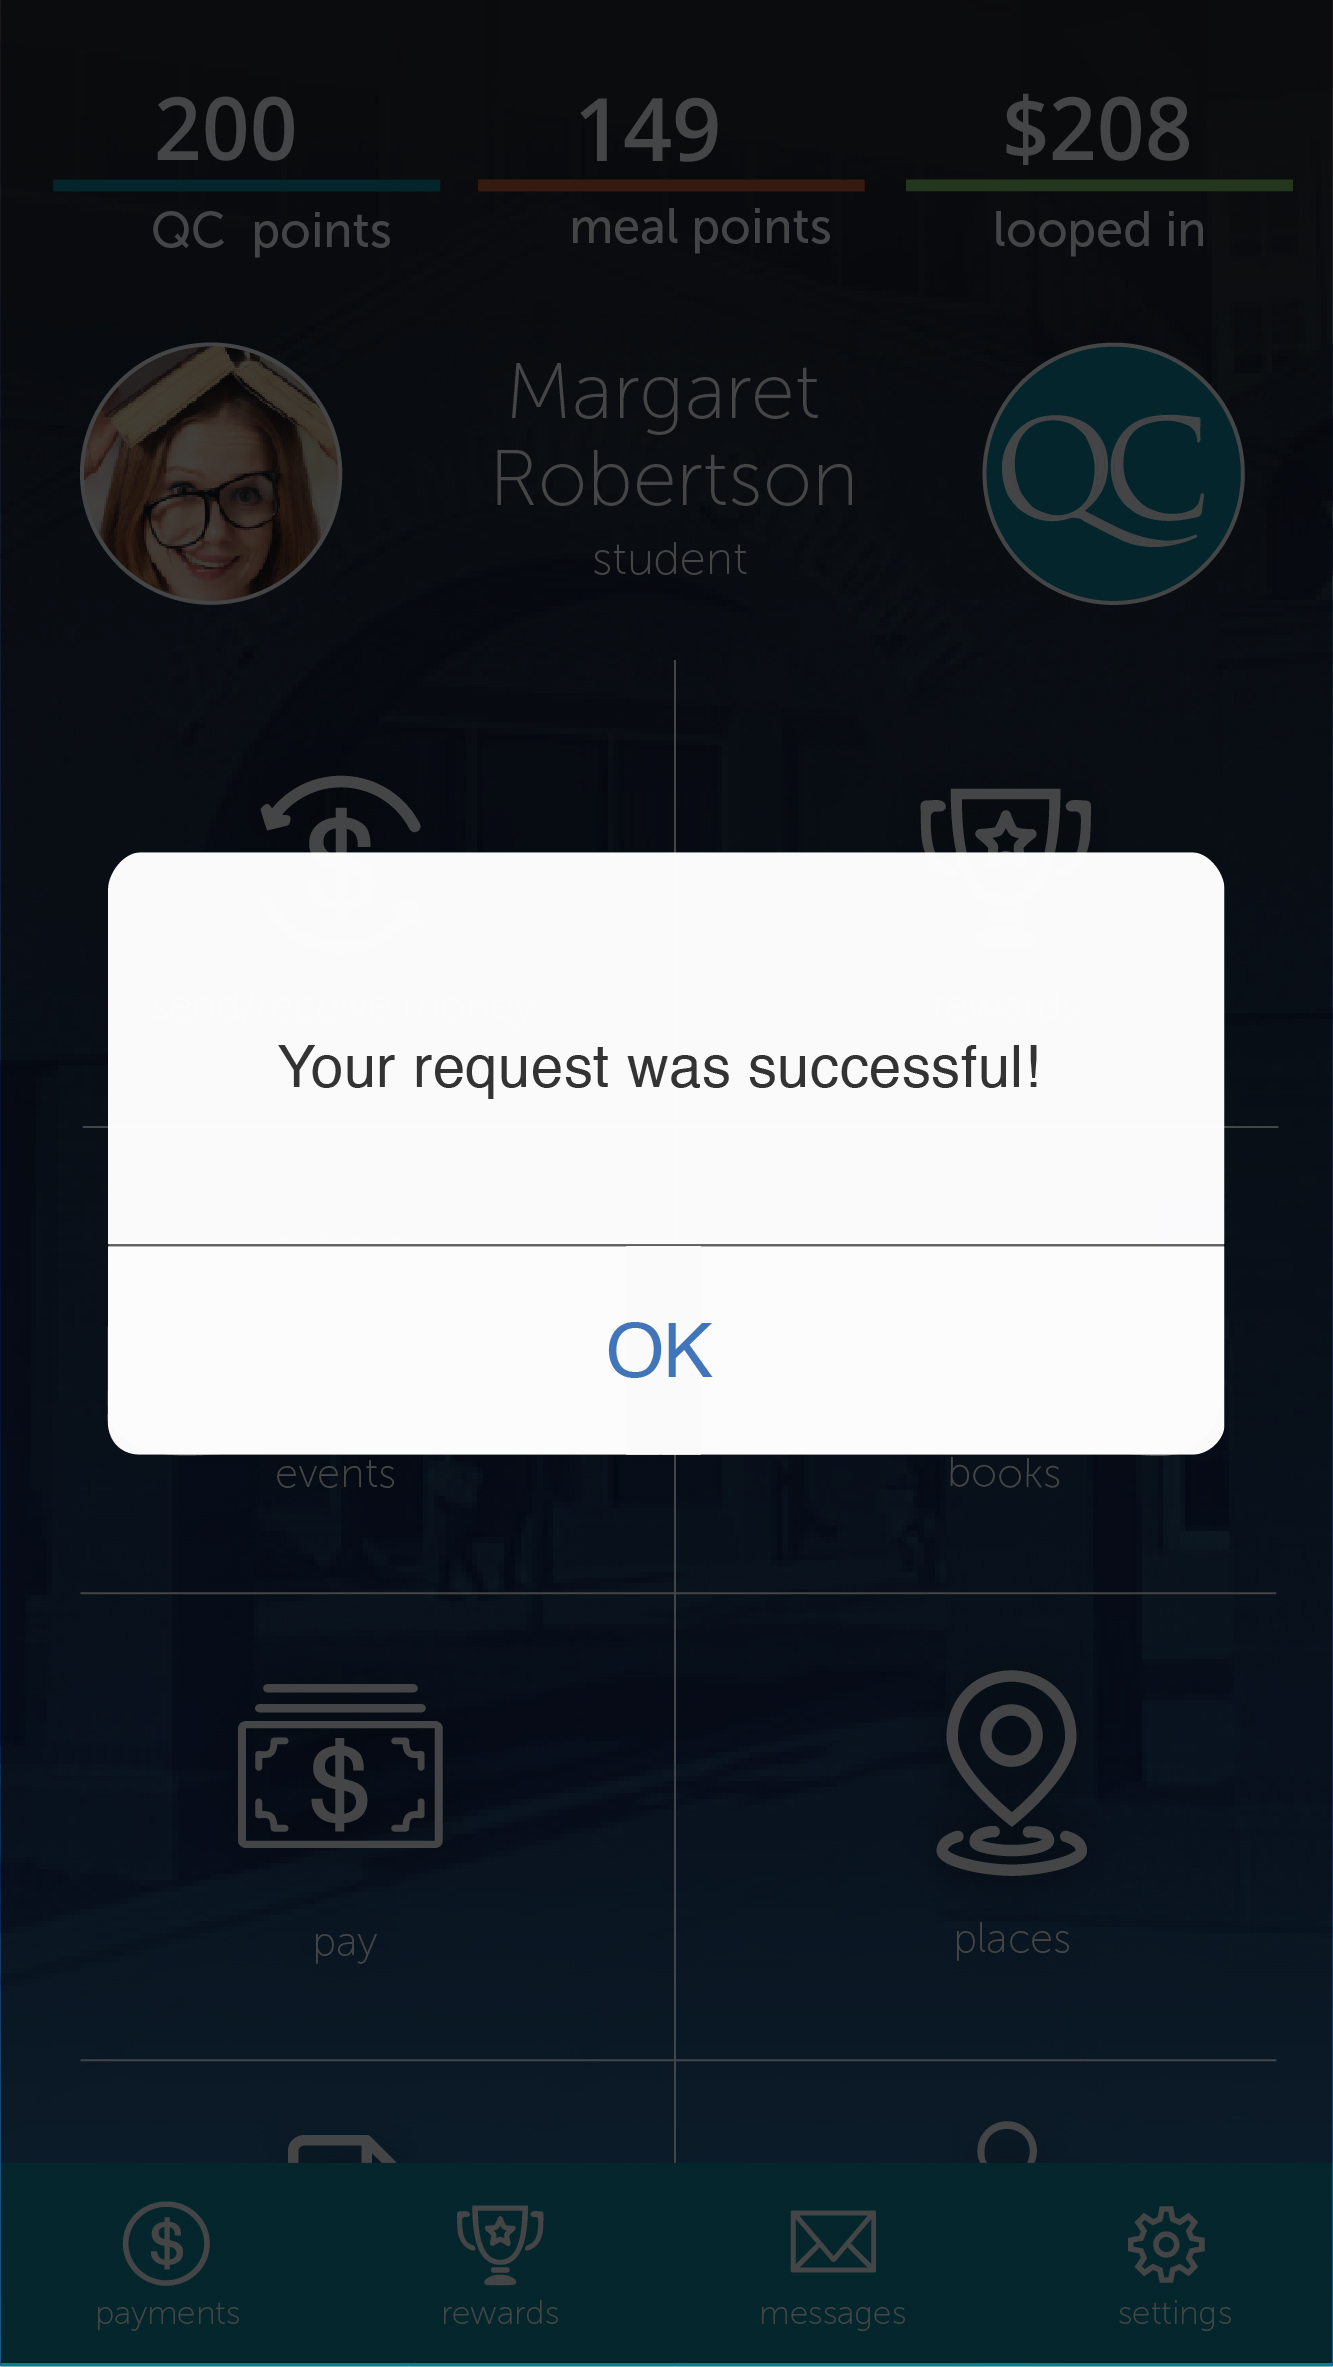 200 149 $208
QC points meal points looped in
Margaret
Robertson
student
QC
Your request was successful!
OK
events books
pay places
payments rewards messages settings